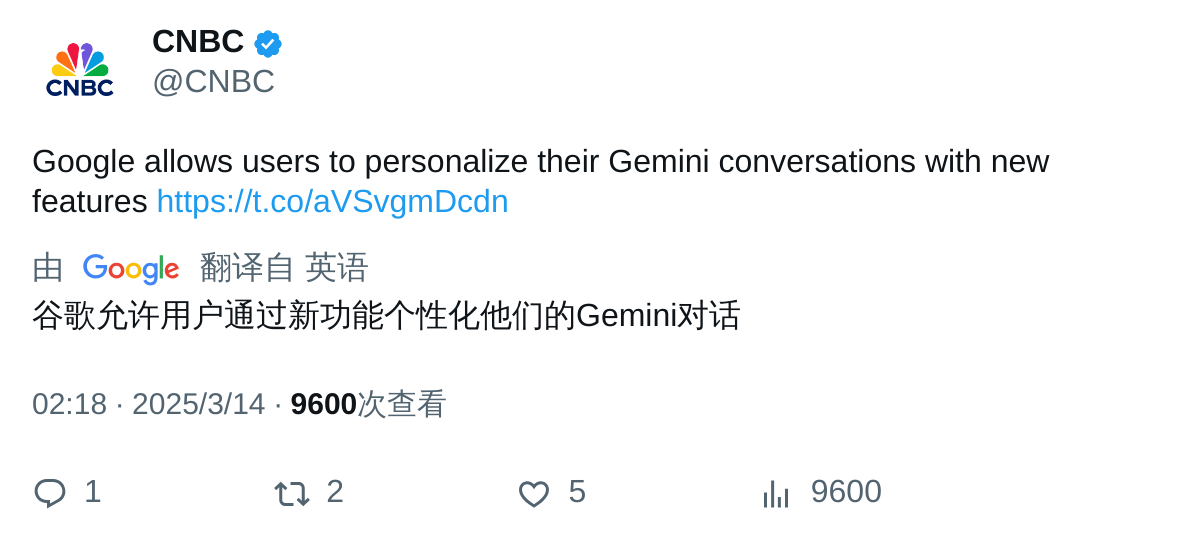 CNBC
CNBC
@CNBC
Google allows users to personalize their Gemini conversations with new
features https://t.co/aVSvgmDcdn
由 Google 翻译自 英语
谷歌允许用户通过新功能个性化他们的Gemini对话
02:18 · 2025/3/14 · 9600次查看
1 2 5 9600